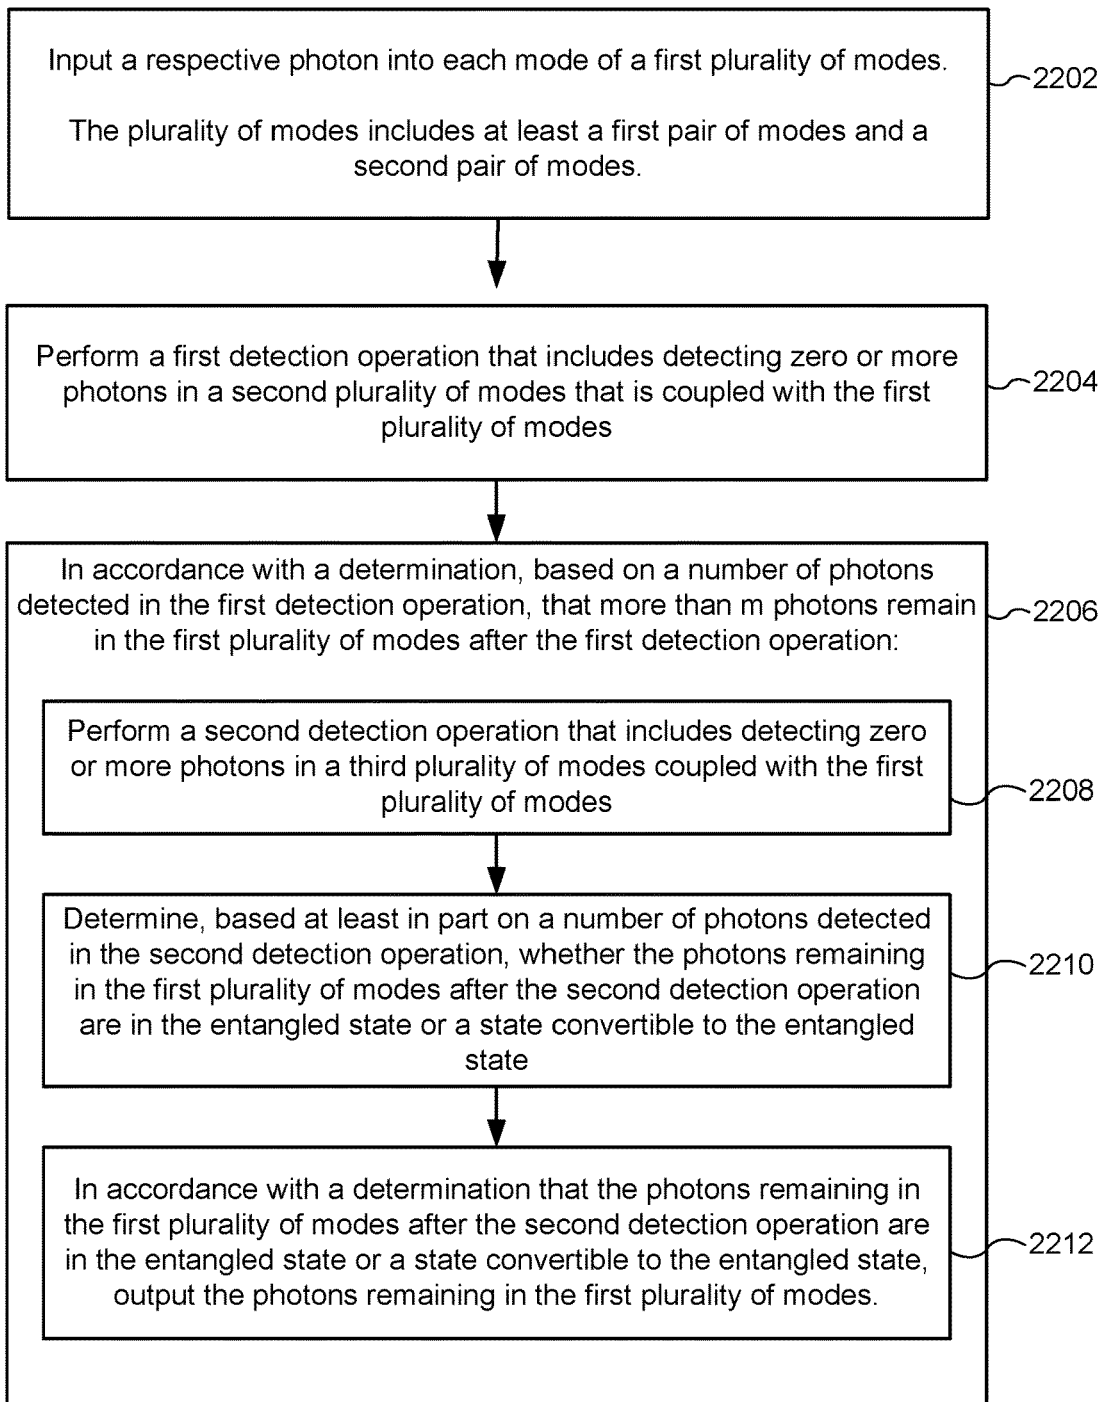 Input a respective photon into each mode of a first plurality of modes.
The plurality of modes includes at least a first pair of modes and a
second pair of modes.
2202
Perform a first detection operation that includes detecting zero or more
photons in a second plurality of modes that is coupled with the first
plurality of modes
2204
In accordance with a determination, based on a number of photons
detected in the first detection operation, that more than m photons remain
in the first plurality of modes after the first detection operation:
2206
Perform a second detection operation that includes detecting zero
or more photons in a third plurality of modes coupled with the first
plurality of modes
2208
Determine, based at least in part on a number of photons detected
in the second detection operation, whether the photons remaining
in the first plurality of modes after the second detection operation
are in the entangled state or a state convertible to the entangled
state
2210
In accordance with a determination that the photons remaining in
the first plurality of modes after the second detection operation are
in the entangled state or a state convertible to the entangled state,
output the photons remaining in the first plurality of modes.
2212